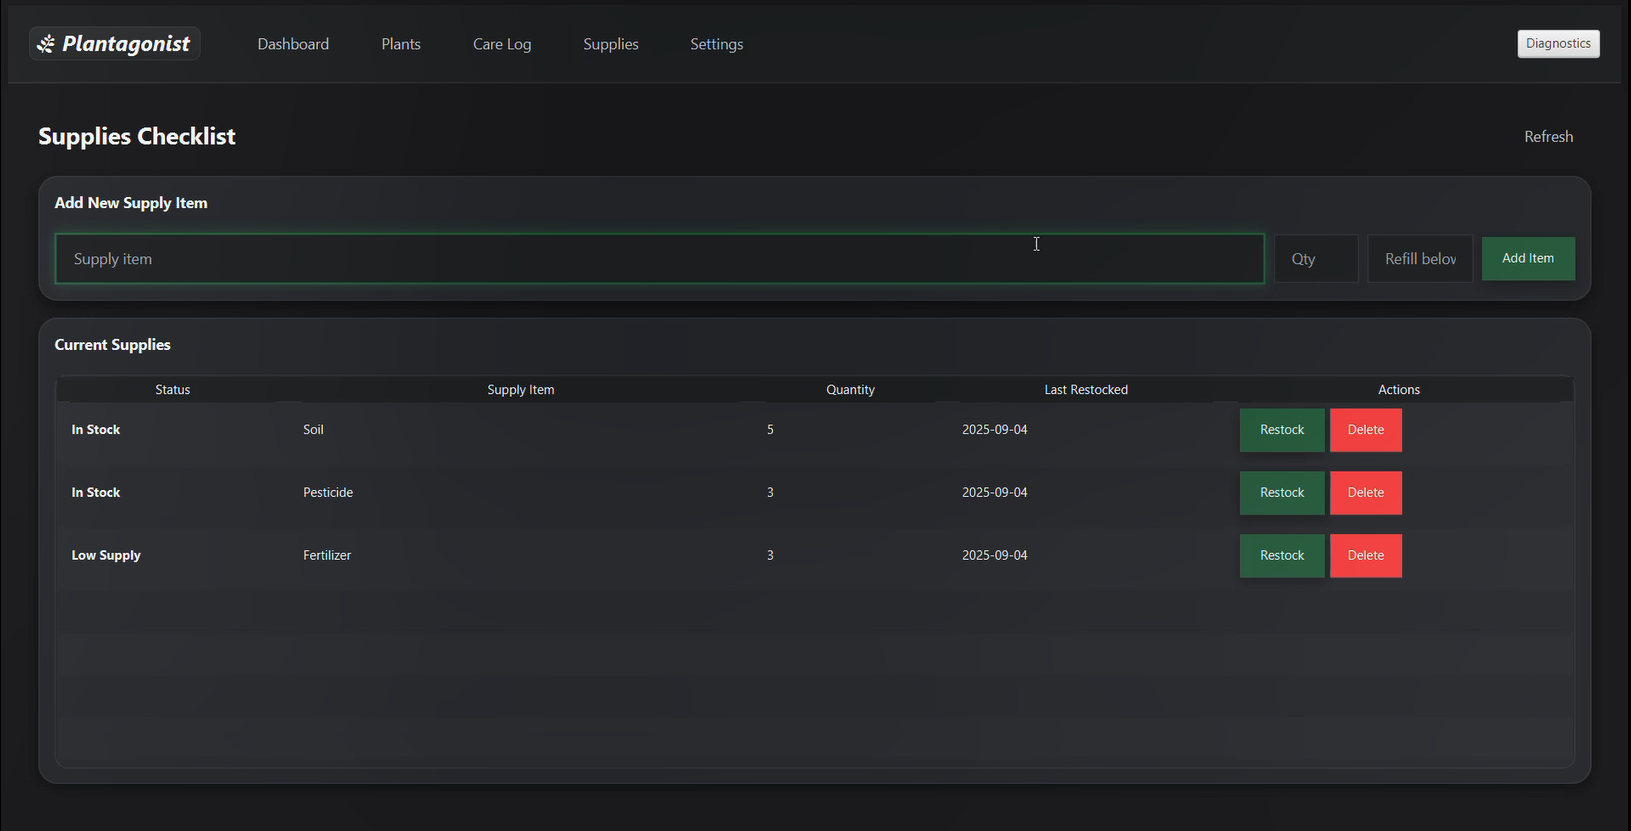 Plantagonist Dashboard Plants Care Log Supplies Settings Diagnostics
Supplies Checklist Refresh
Add New Supply Item
Supply item Qty Refill below Add Item
Current Supplies
Status Supply Item Quantity Last Restocked Actions
In Stock Soil 5 2025-09-04 Restock Delete
In Stock Pesticide 3 2025-09-04 Restock Delete
Low Supply Fertilizer 3 2025-09-04 Restock Delete